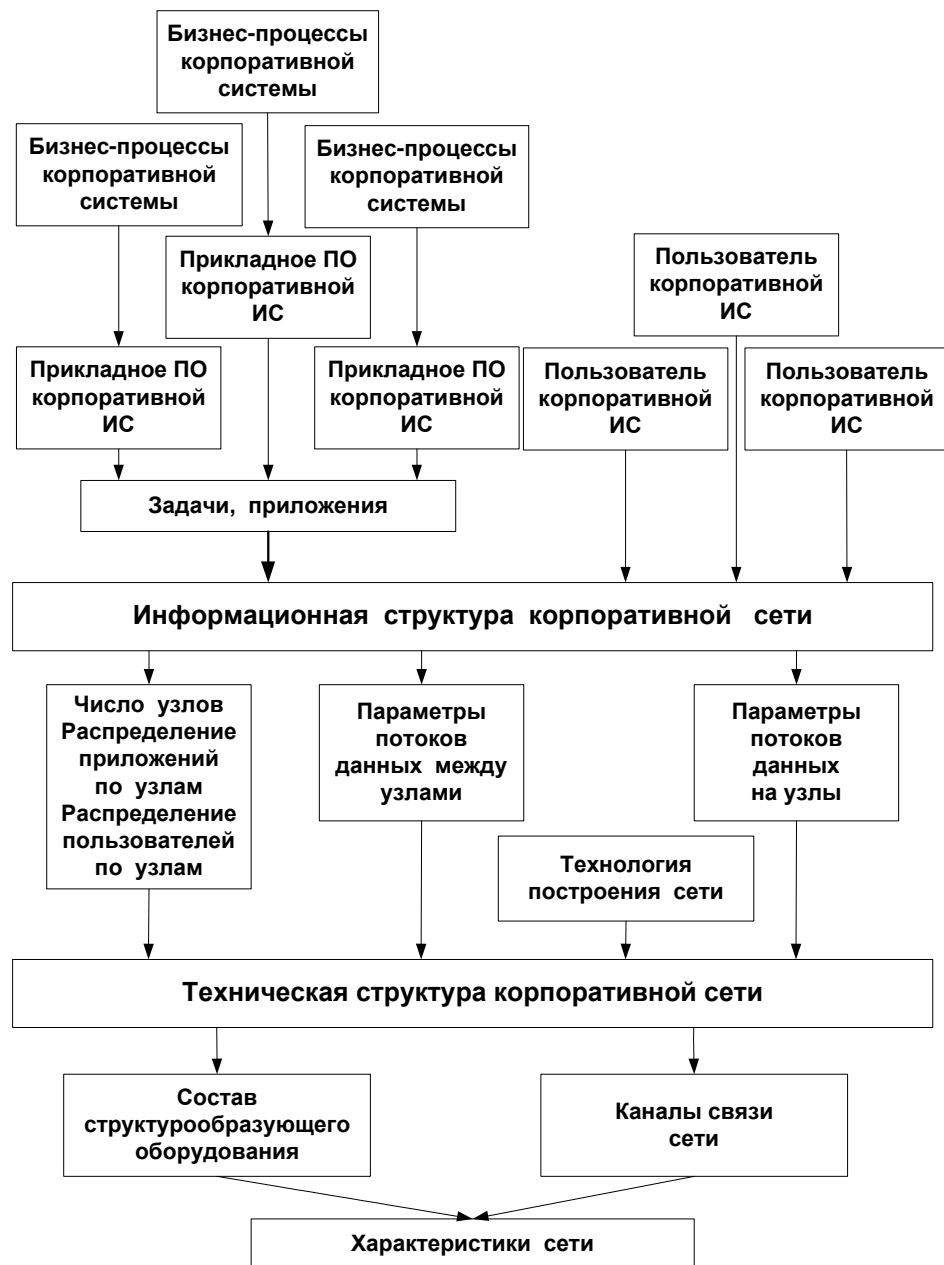 Бизнес-процессы
корпоративной
системы
Бизнес-процессы
корпоративной
системы
Бизнес-процессы
корпоративной
системы
Прикладное ПО
корпоративной
ИС
Пользователь
корпоративной
ИС
Прикладное ПО
корпоративной
ИС
Прикладное ПО
корпоративной
ИС
Пользователь
корпоративной
ИС
Пользователь
корпоративной
ИС
Задачи, приложения
Информационная структура корпоративной сети
Число узлов
Распределение
приложений
по узлам
Распределение
пользователей
по узлам
Параметры
потоков
данных между
узлами
Параметры
потоков
данных
на узлы
Технология
построения сети
Техническая структура корпоративной сети
Состав
структурообразующего
оборудования
Каналы связи
сети
Характеристики сети